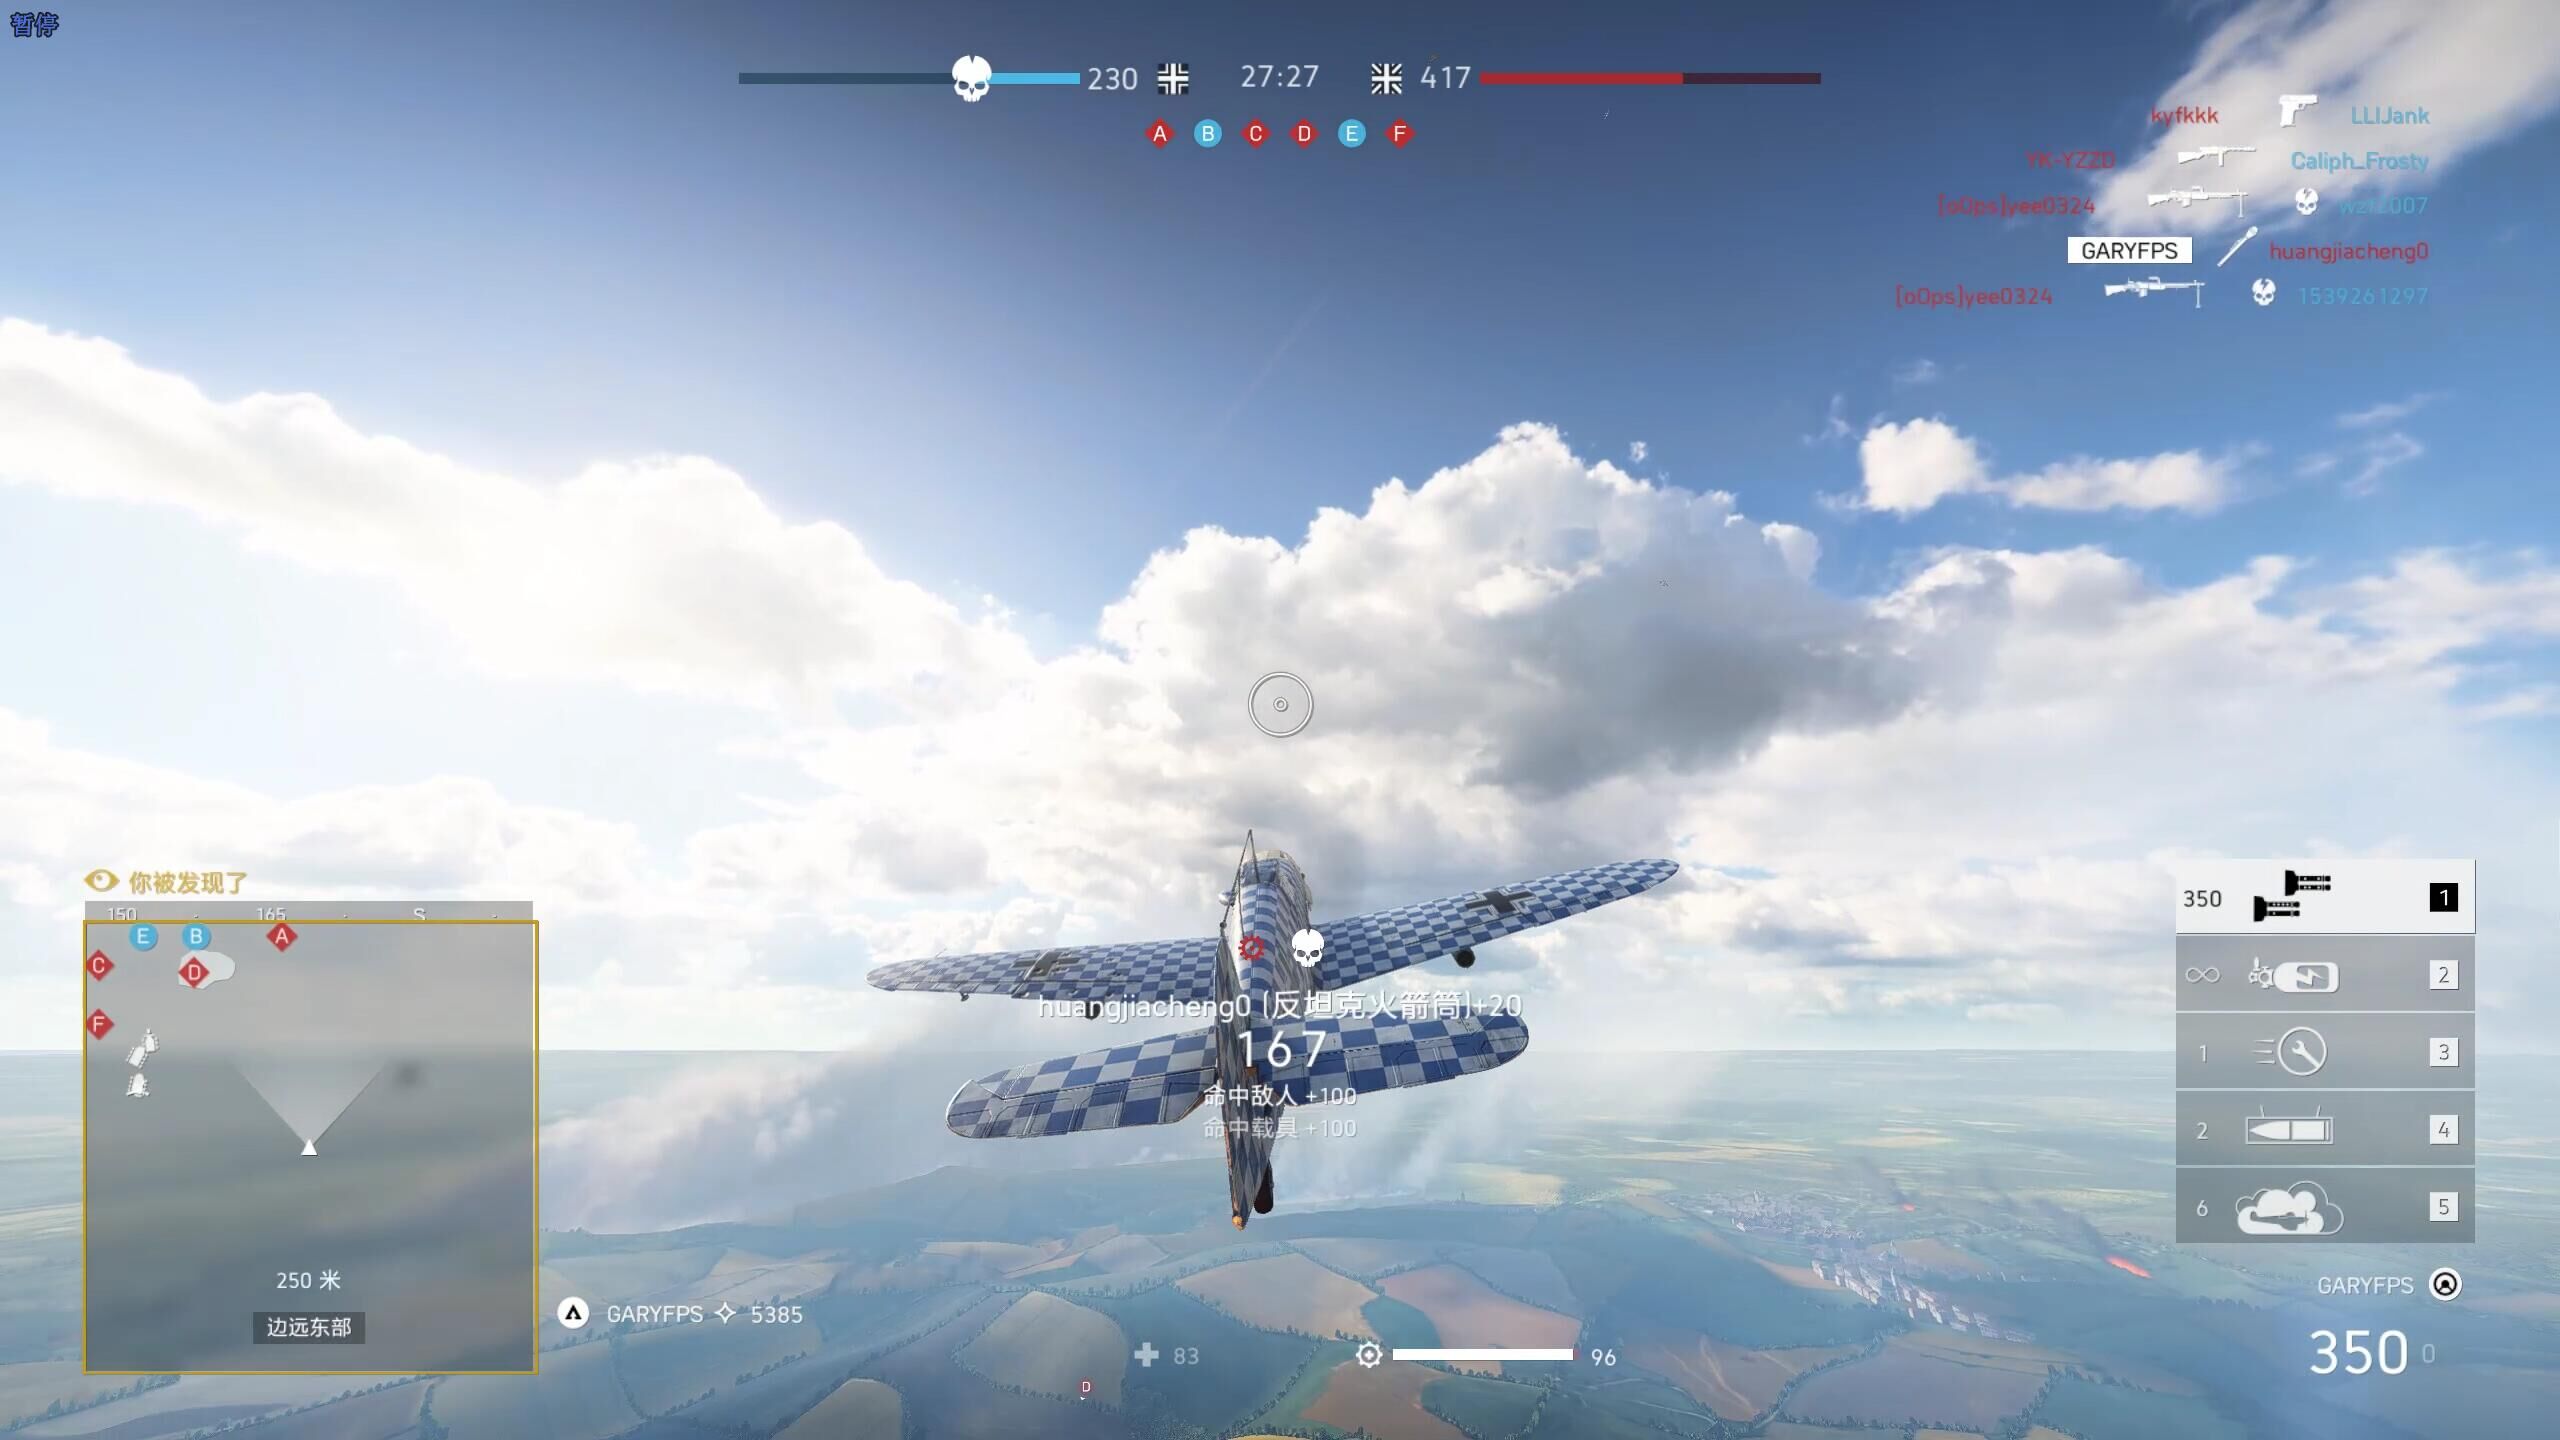 暂停
230 27:27 417
A B C D E F
kyfkkk LLIJank
YK-YZZD Caliph_Frosty
[oOps]yee0324 wzfz007
GARYFPS huangjiacheng0
[oOps]yee0324 1539261297
你被发现了
150 165 S
E B A
C D
F
250 米
边远东部
huangjiacheng0 [反坦克火箭筒]+20
167
命中敌人 +100
命中载具 +100
350 1
∞ 2
1 3
2 4
6 5
GARYFPS 5385
83
96
D
GARYFPS
350 0